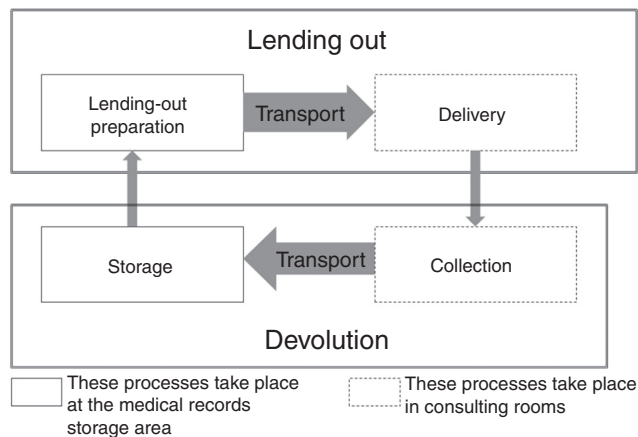 Lending out
Lending-out
preparation
Transport
Delivery
Storage
Transport
Collection
Devolution
These processes take place
at the medical records
storage area
These processes take place
in consulting rooms